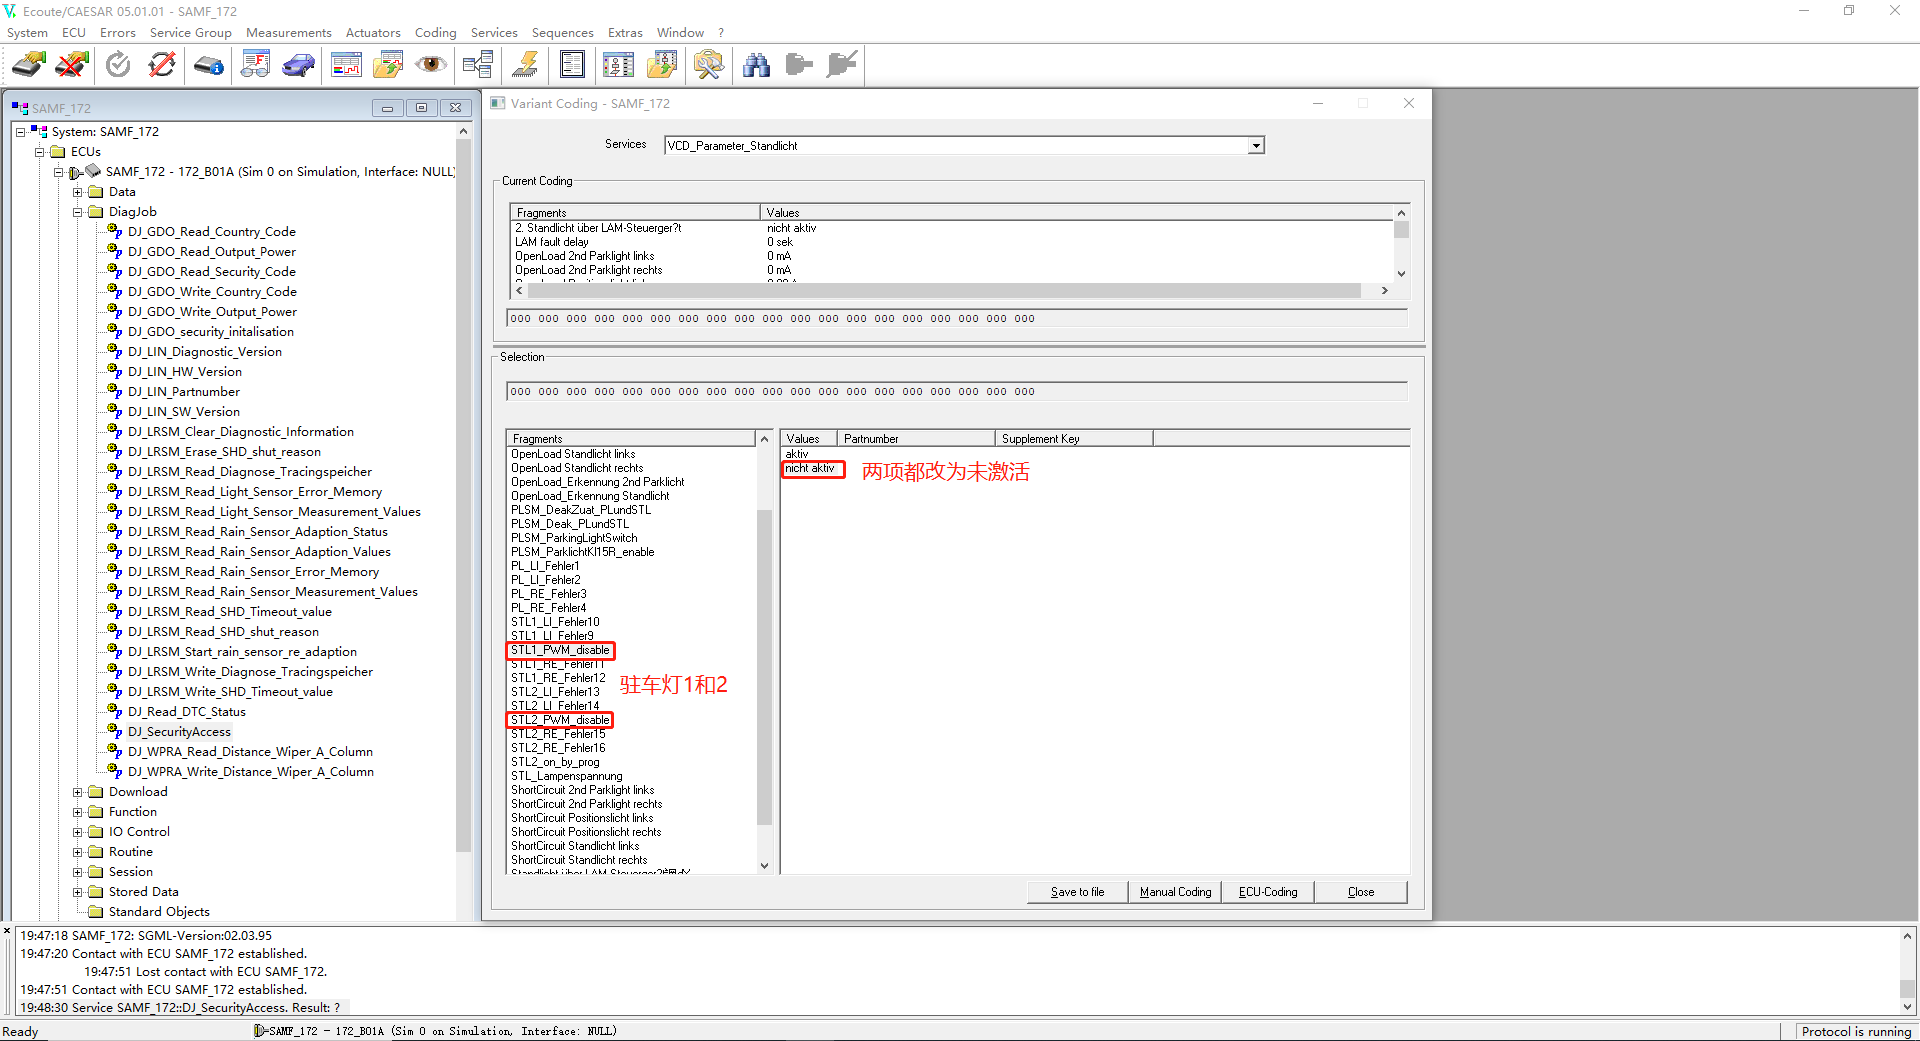 Ecoute/CAESAR 05.01.01 - SAMF_172
System ECU Errors Service Group Measurements Actuators Coding Services Sequences Extras Window ?
SAMF_172
System: SAMF_172
ECUs
SAMF_172 - 172_B01A (Sim 0 on Simulation, Interface: NULL)
Data
DiagJob
DJ_GDO_Read_Country_Code
DJ_GDO_Read_Output_Power
DJ_GDO_Read_Security_Code
DJ_GDO_Write_Country_Code
DJ_GDO_Write_Output_Power
DJ_GDO_security_initalisation
DJ_LIN_Diagnostic_Version
DJ_LIN_HW_Version
DJ_LIN_Partnumber
DJ_LIN_SW_Version
DJ_LRSM_Clear_Diagnostic_Information
DJ_LRSM_Erase_SHD_shut_reason
DJ_LRSM_Read_Diagnose_Tracingspeicher
DJ_LRSM_Read_Light_Sensor_Error_Memory
DJ_LRSM_Read_Light_Sensor_Measurement_Values
DJ_LRSM_Read_Rain_Sensor_Adaption_Status
DJ_LRSM_Read_Rain_Sensor_Adaption_Values
DJ_LRSM_Read_Rain_Sensor_Error_Memory
DJ_LRSM_Read_Rain_Sensor_Measurement_Values
DJ_LRSM_Read_SHD_Timeout_value
DJ_LRSM_Read_SHD_shut_reason
DJ_LRSM_Start_rain_sensor_re_adaption
DJ_LRSM_Write_Diagnose_Tracingspeicher
DJ_LRSM_Write_SHD_Timeout_value
DJ_Read_DTC_Status
DJ_SecurityAccess
DJ_WPRA_Read_Distance_Wiper_A_Column
DJ_WPRA_Write_Distance_Wiper_A_Column
Download
Function
IO Control
Routine
Session
Stored Data
Standard Objects
Variant Coding - SAMF_172
Services VCD_Parameter_Standlicht
Current Coding
Fragments Values
2. Standlicht über LAM-Steuerger?t nicht aktiv
LAM fault delay 0 sek
OpenLoad 2nd Parklight links 0 mA
OpenLoad 2nd Parklight rechts 0 mA
000 000 000 000 000 000 000 000 000 000 000 000 000 000 000 000 000 000 000
Selection
000 000 000 000 000 000 000 000 000 000 000 000 000 000 000 000 000 000 000
Fragments
OpenLoad Standlicht links
OpenLoad Standlicht rechts
OpenLoad_Erkennung 2nd Parklicht
OpenLoad_Erkennung Standlicht
PLSM_DeakZuat_PLundSTL
PLSM_Deak_PLundSTL
PLSM_ParkingLightSwitch
PLSM_ParklichtKl15R_enable
PL_LI_Fehler1
PL_LI_Fehler2
PL_RE_Fehler3
PL_RE_Fehler4
STL1_LI_Fehler10
STL1_LI_Fehler9
STL1_PWM_disable
STL1_RE_Fehler11
STL1_RE_Fehler12
STL2_LI_Fehler13
STL2_LI_Fehler14
STL2_PWM_disable
STL2_RE_Fehler15
STL2_RE_Fehler16
STL2_on_by_prog
STL_Lampenspannung
ShortCircuit 2nd Parklight links
ShortCircuit 2nd Parklight rechts
ShortCircuit Positionslicht links
ShortCircuit Positionslicht rechts
ShortCircuit Standlicht links
ShortCircuit Standlicht rechts
驻车灯1和2
Values Partnumber Supplement Key
aktiv
nicht aktiv
两项都改为未激活
Save to file Manual Coding ECU-Coding Close
19:47:18 SAMF_172: SGML-Version:02.03.95
19:47:20 Contact with ECU SAMF_172 established.
19:47:51 Lost contact with ECU SAMF_172.
19:47:51 Contact with ECU SAMF_172 established.
19:48:30 Service SAMF_172::DJ_SecurityAccess. Result: ?
Ready SAMF_172 - 172_B01A (Sim 0 on Simulation, Interface: NULL) Protocol is running